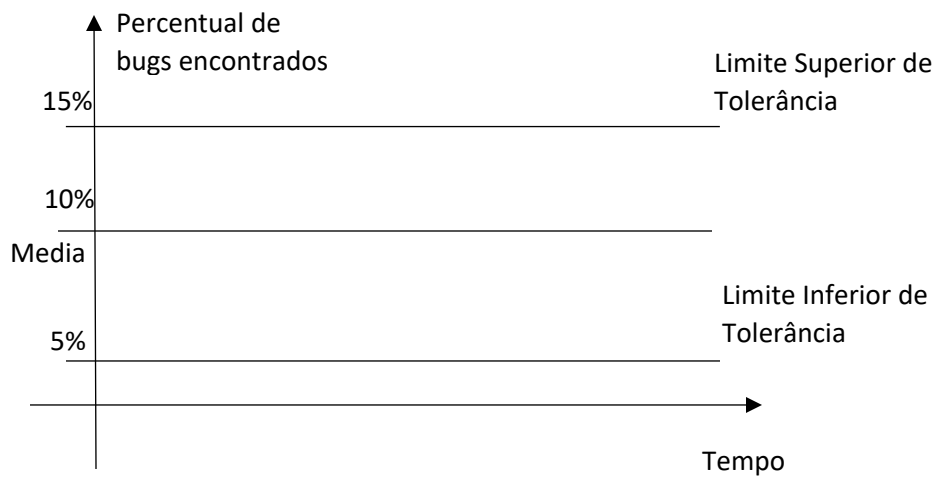 Percentual de
bugs encontrados
Limite Superior de
Tolerância
15%
10%
Media
Limite Inferior de
Tolerância
5%
Tempo